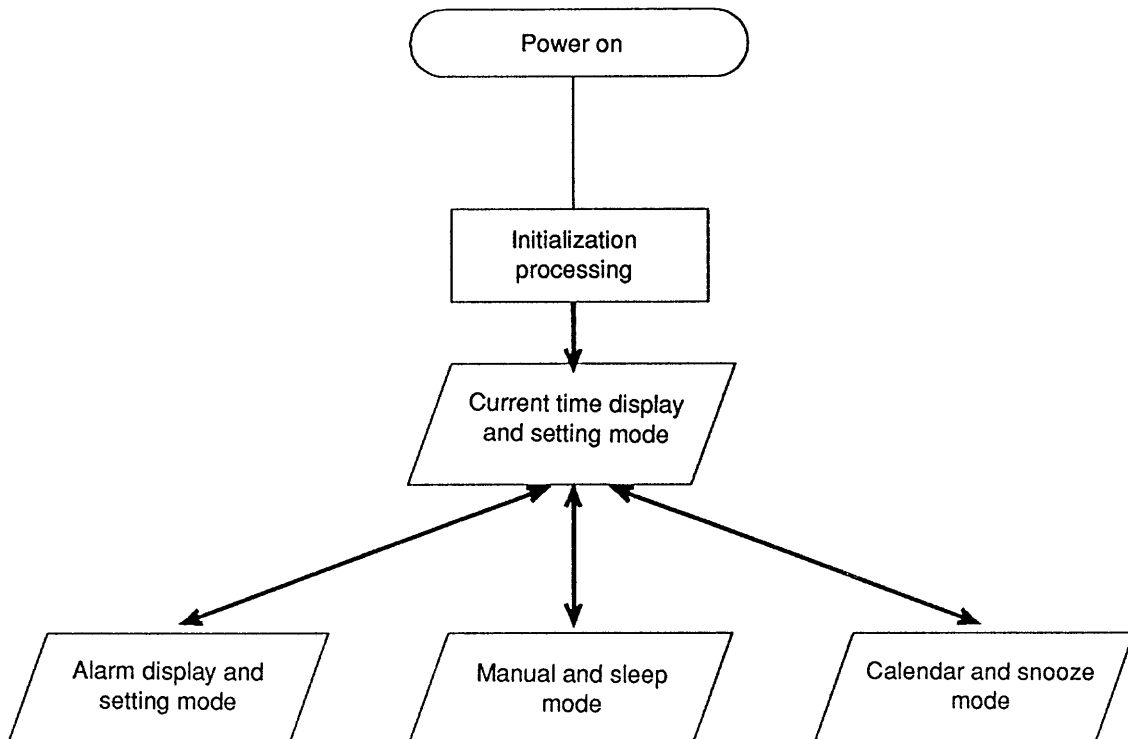 Power on
Initialization
processing
Current time display
and setting mode
Alarm display and
setting mode
Manual and sleep
mode
Calendar and snooze
mode